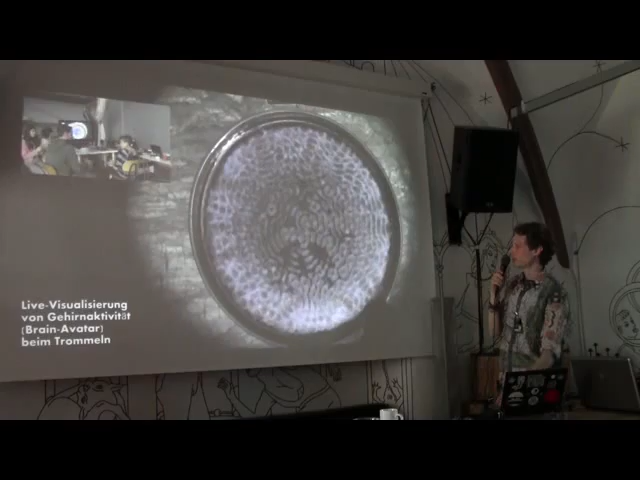 Live-Visualisierung
von Gehirnaktivität
(Brain-Avatar)
beim Trommeln